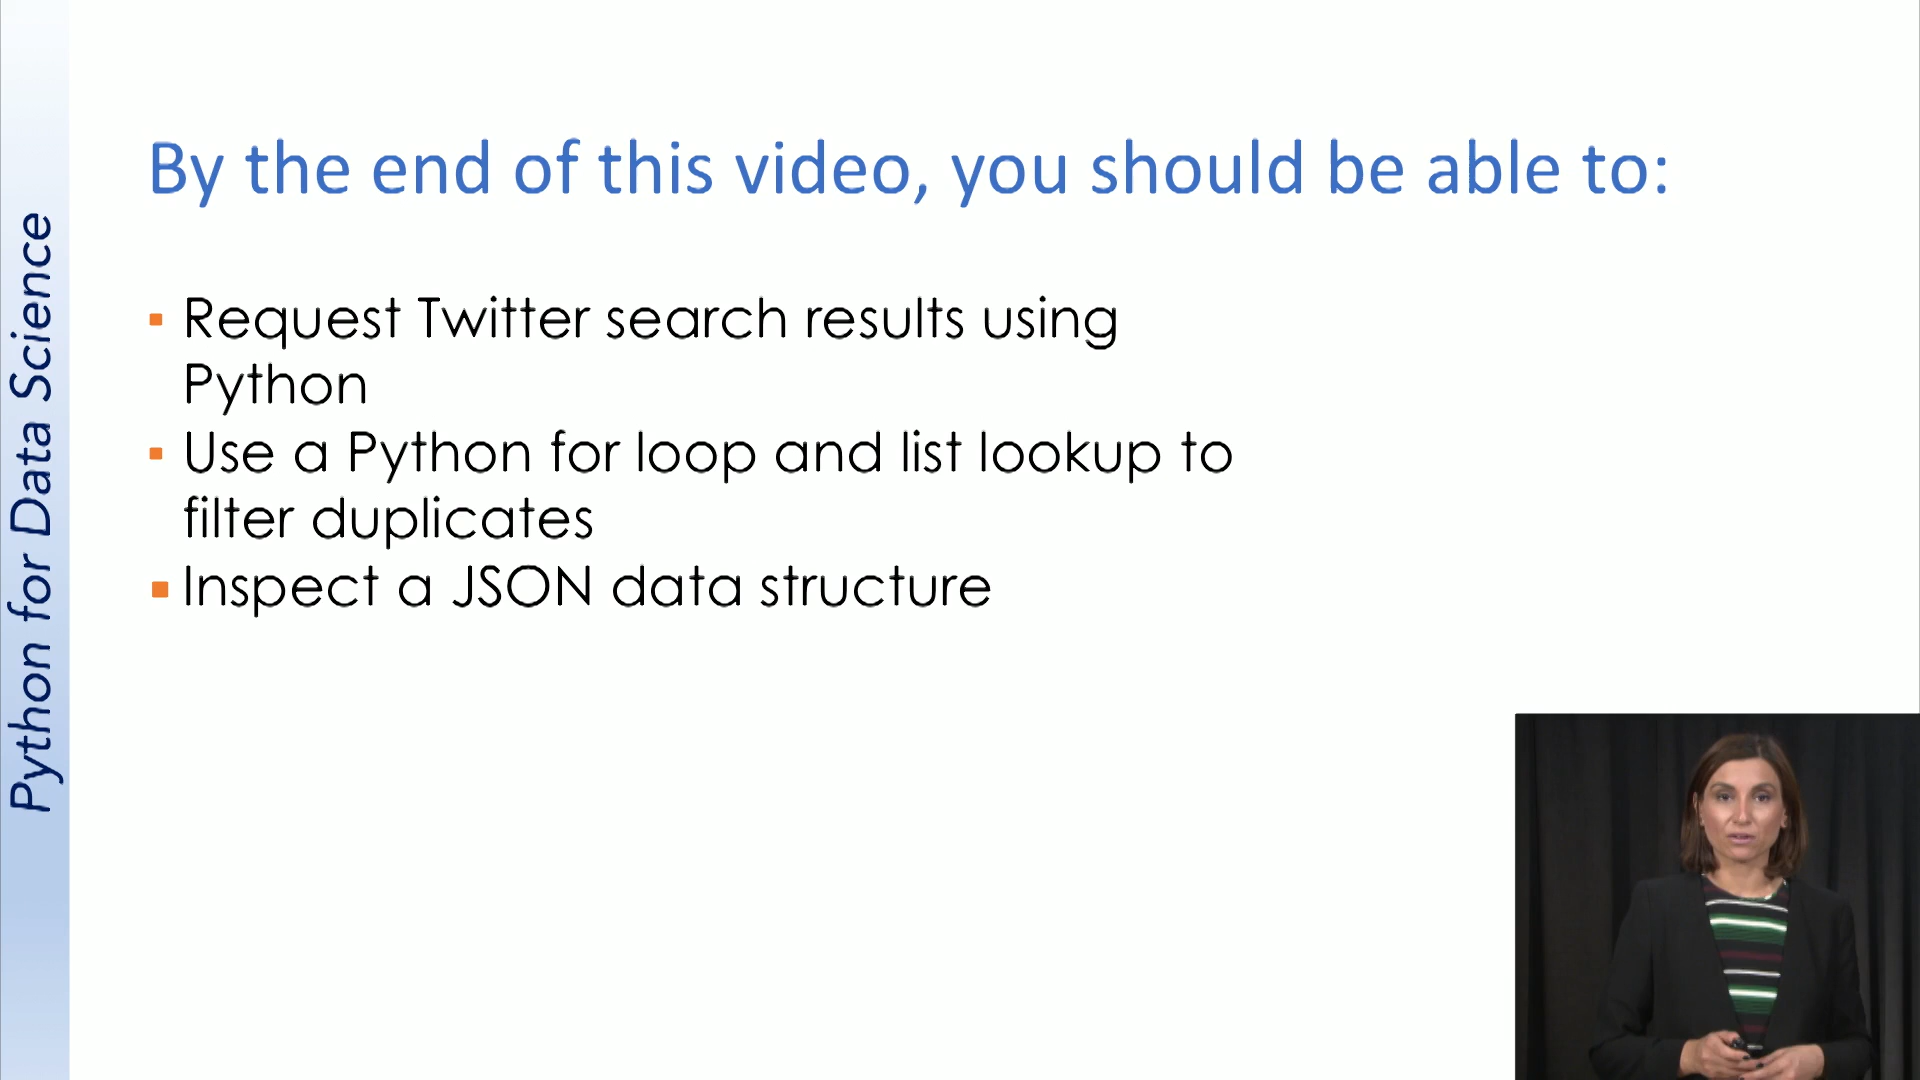 Python for Data Science
By the end of this video, you should be able to:
▪ Request Twitter search results using
Python
▪ Use a Python for loop and list lookup to
filter duplicates
▪ Inspect a JSON data structure